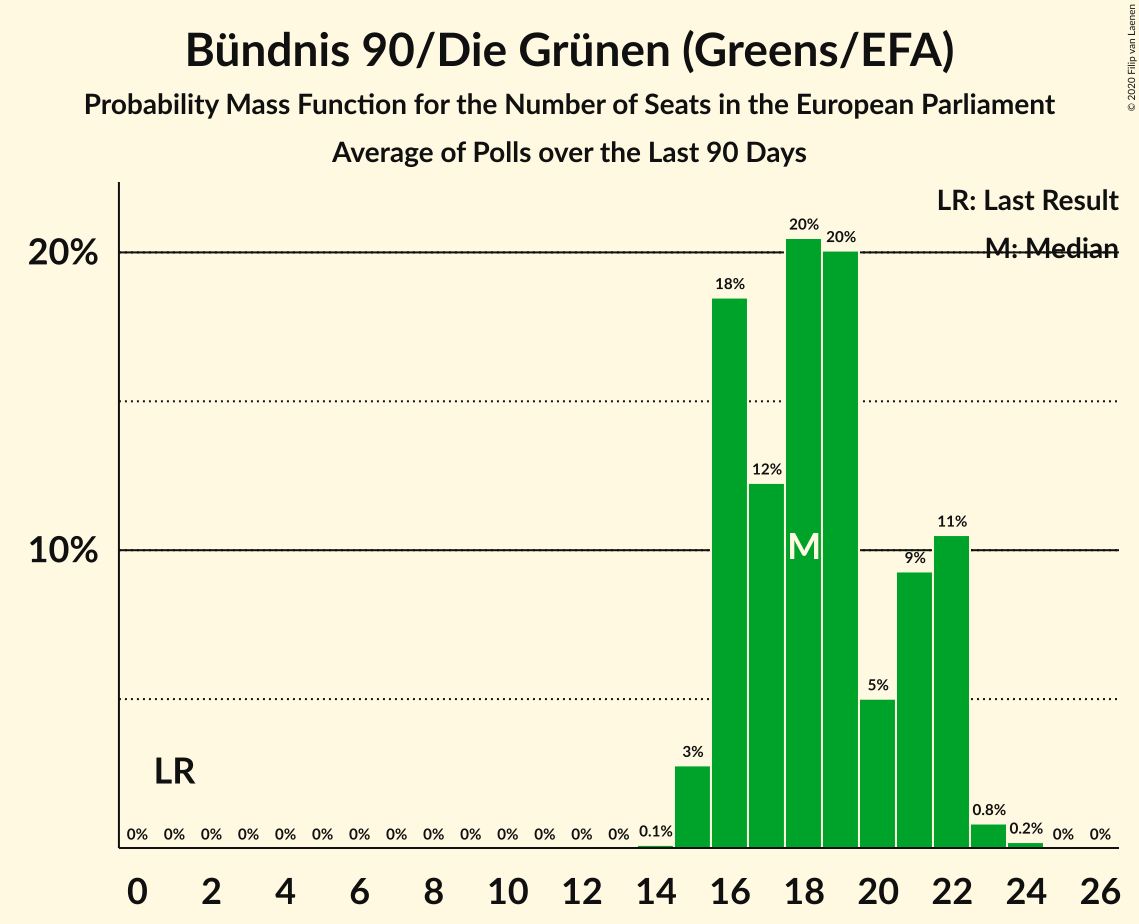 Bündnis 90/Die Grünen (Greens/EFA)
Probability Mass Function for the Number of Seats in the European Parliament
Average of Polls over the Last 90 Days
© 2020 Filip van Laenen
LR: Last Result
M: Median
20%
10%
20%
20%
18%
12%
M
11%
9%
5%
3%
LR
0.8%
0.2%
0.1%
0% 0% 0% 0% 0% 0% 0% 0% 0% 0% 0% 0% 0% 0%
0% 0%
0 2 4 6 8 10 12 14 16 18 20 22 24 26